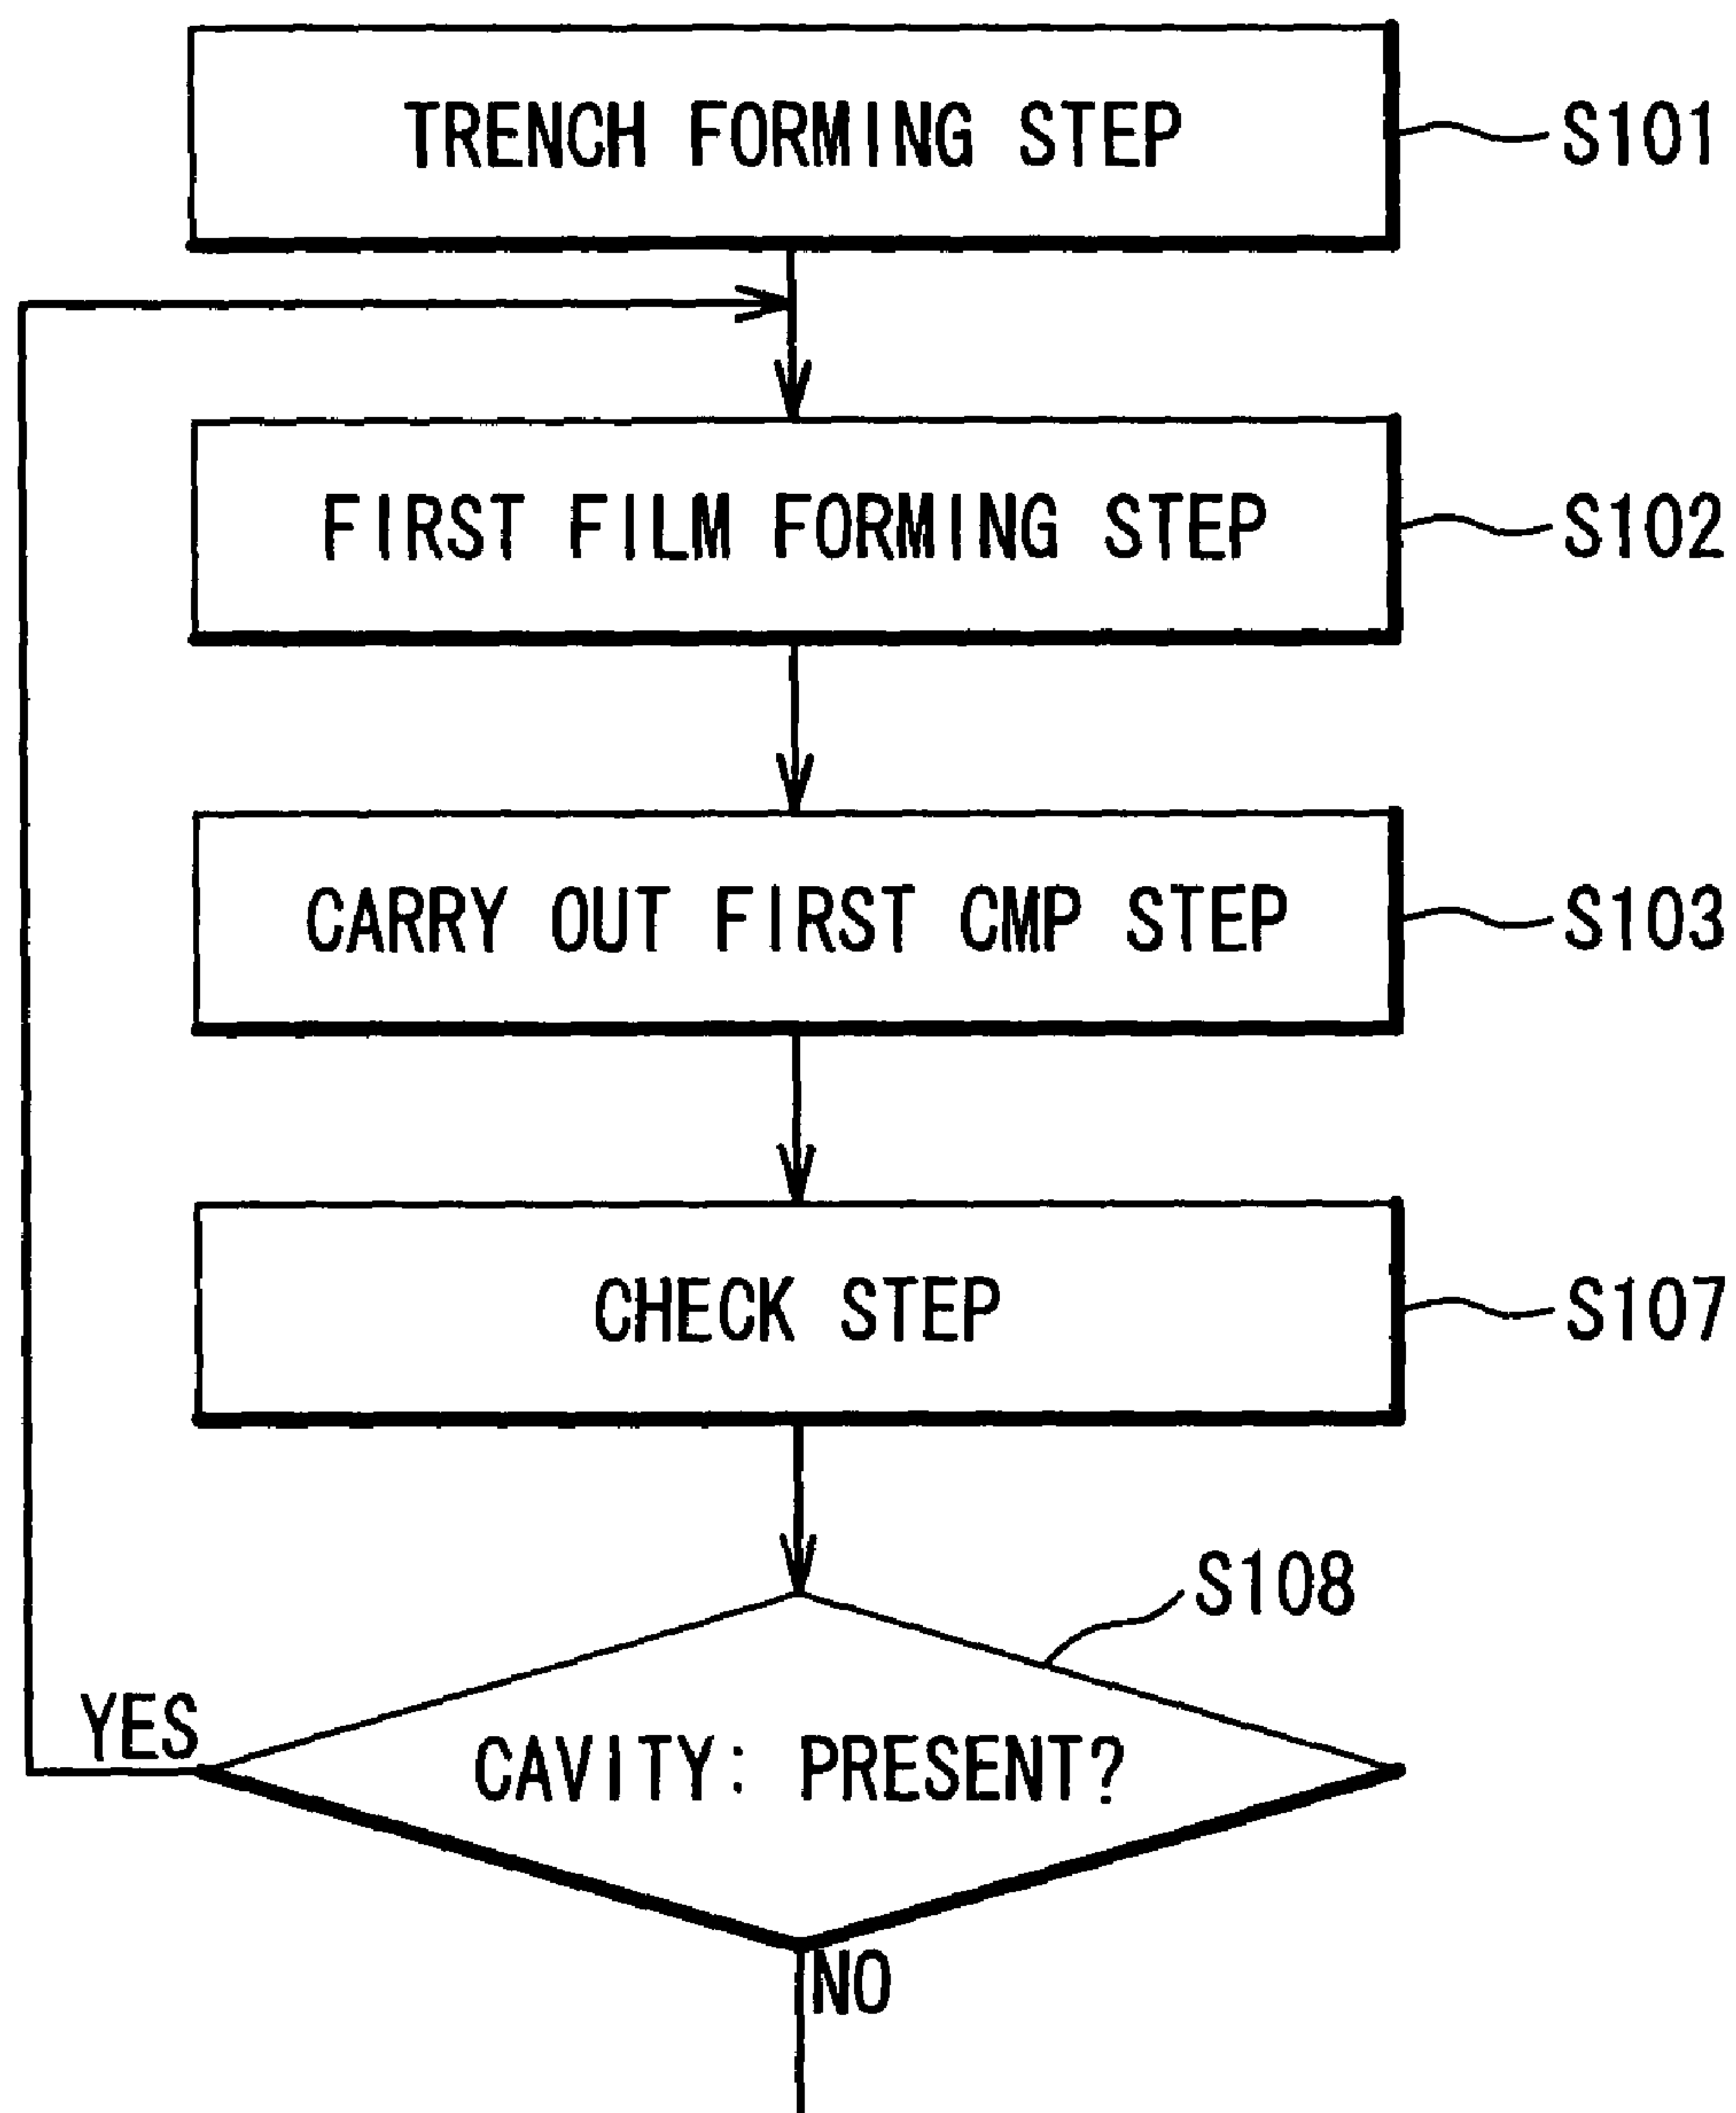 TRENCH FORMING STEP
S101
FIRST FILM FORMING STEP
S102
CARRY OUT FIRST CMP STEP
S103
CHECK STEP
S107
S108
YES
CAVITY: PRESENT?
NO